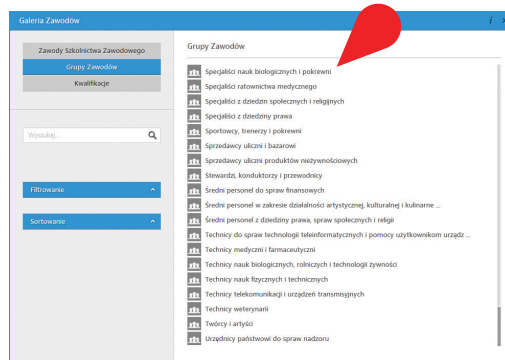 Galeria Zawodów
i
Zawody Szkolnictwa Zawodowego
Grupy Zawodów
Kwalifikacje
Wyszukaj...
Filtrowanie
Sortowanie
Grupy Zawodów
Specjaliści nauk biologicznych i pokrewni
Specjaliści ratownictwa medycznego
Specjaliści z dziedzin społecznych i religijnych
Specjaliści z dziedziny prawa
Sportowcy, trenerzy i pokrewni
Sprzedawcy uliczni i bazarowi
Sprzedawcy uliczni produktów nieżywnościowych
Stewardzi, konduktorzy i przewodnicy
Średni personel do spraw finansowych
Średni personel w zakresie działalności artystycznej, kulturalnej i kulinarne ...
Średni personel z dziedziny prawa, spraw społecznych i religii
Technicy do spraw technologii teleinformatycznych i pomocy użytkownikom urządz ...
Technicy medyczni i farmaceutyczni
Technicy nauk biologicznych, rolniczych i technologii żywności
Technicy nauk fizycznych i technicznych
Technicy telekomunikacji i urządzeń transmisyjnych
Technicy weterynarii
Twórcy i artyści
Urzędnicy państwowi do spraw nadzoru